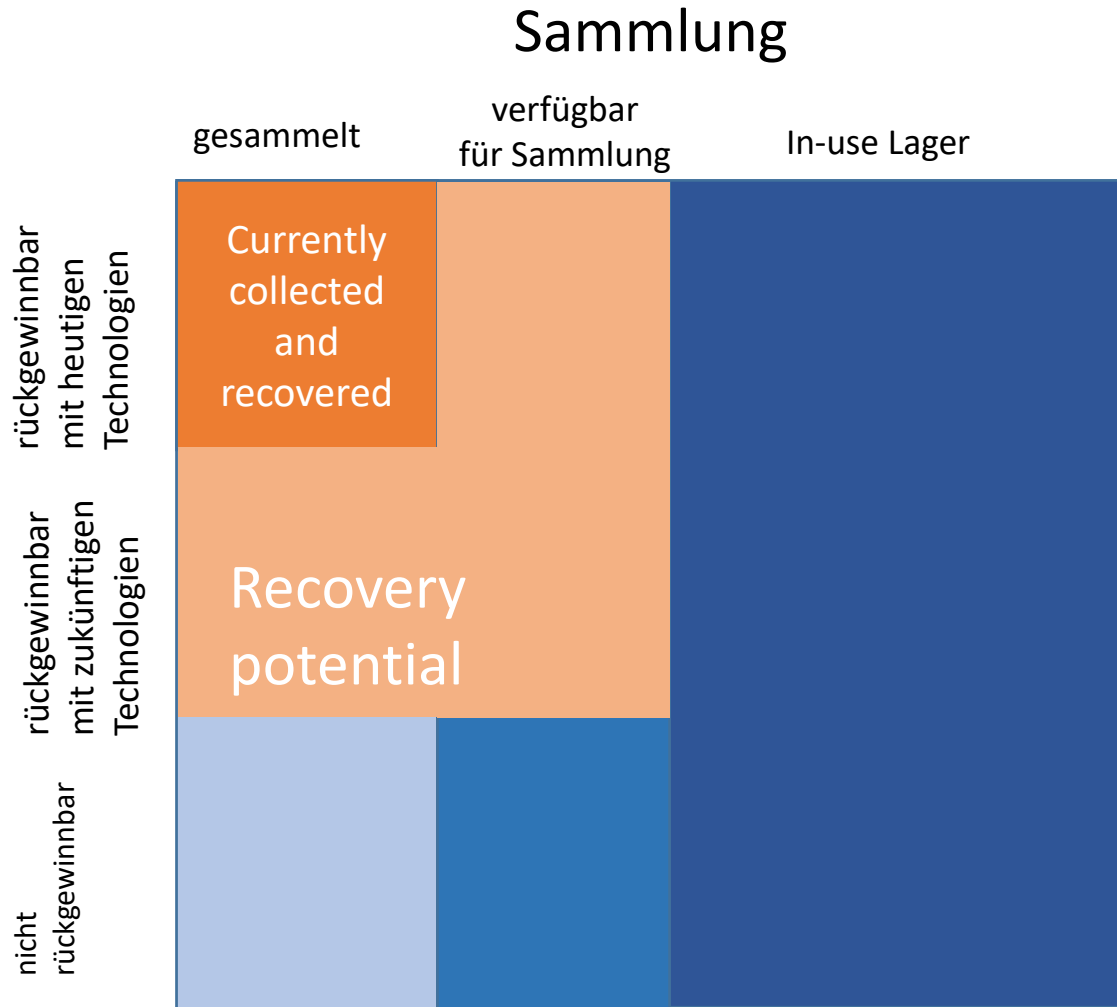 Sammlung
gesammelt
verfügbar
für Sammlung
In-use Lager
rückgewinnbar
mit heutigen
Technologien
Currently
collected
and
recovered
rückgewinnbar
mit zukünftigen
Technologien
Recovery
potential
nicht
rückgewinnbar